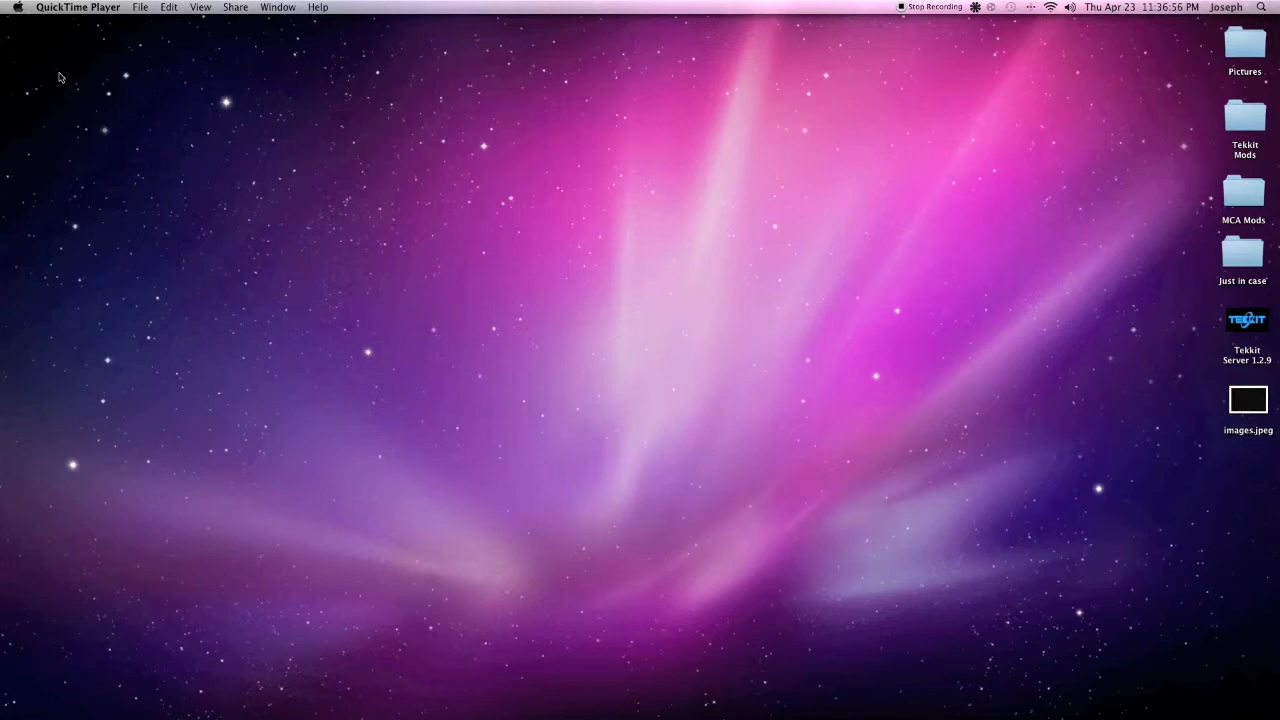 QuickTime Player File Edit View Share Window Help Stop Recording Thu Apr 23 11:36:56 PM Joseph
Pictures
Tekkit
Mods
MCA Mods
Just in case
TEKKIT
Tekkit
Server 1.2.9
images.jpeg